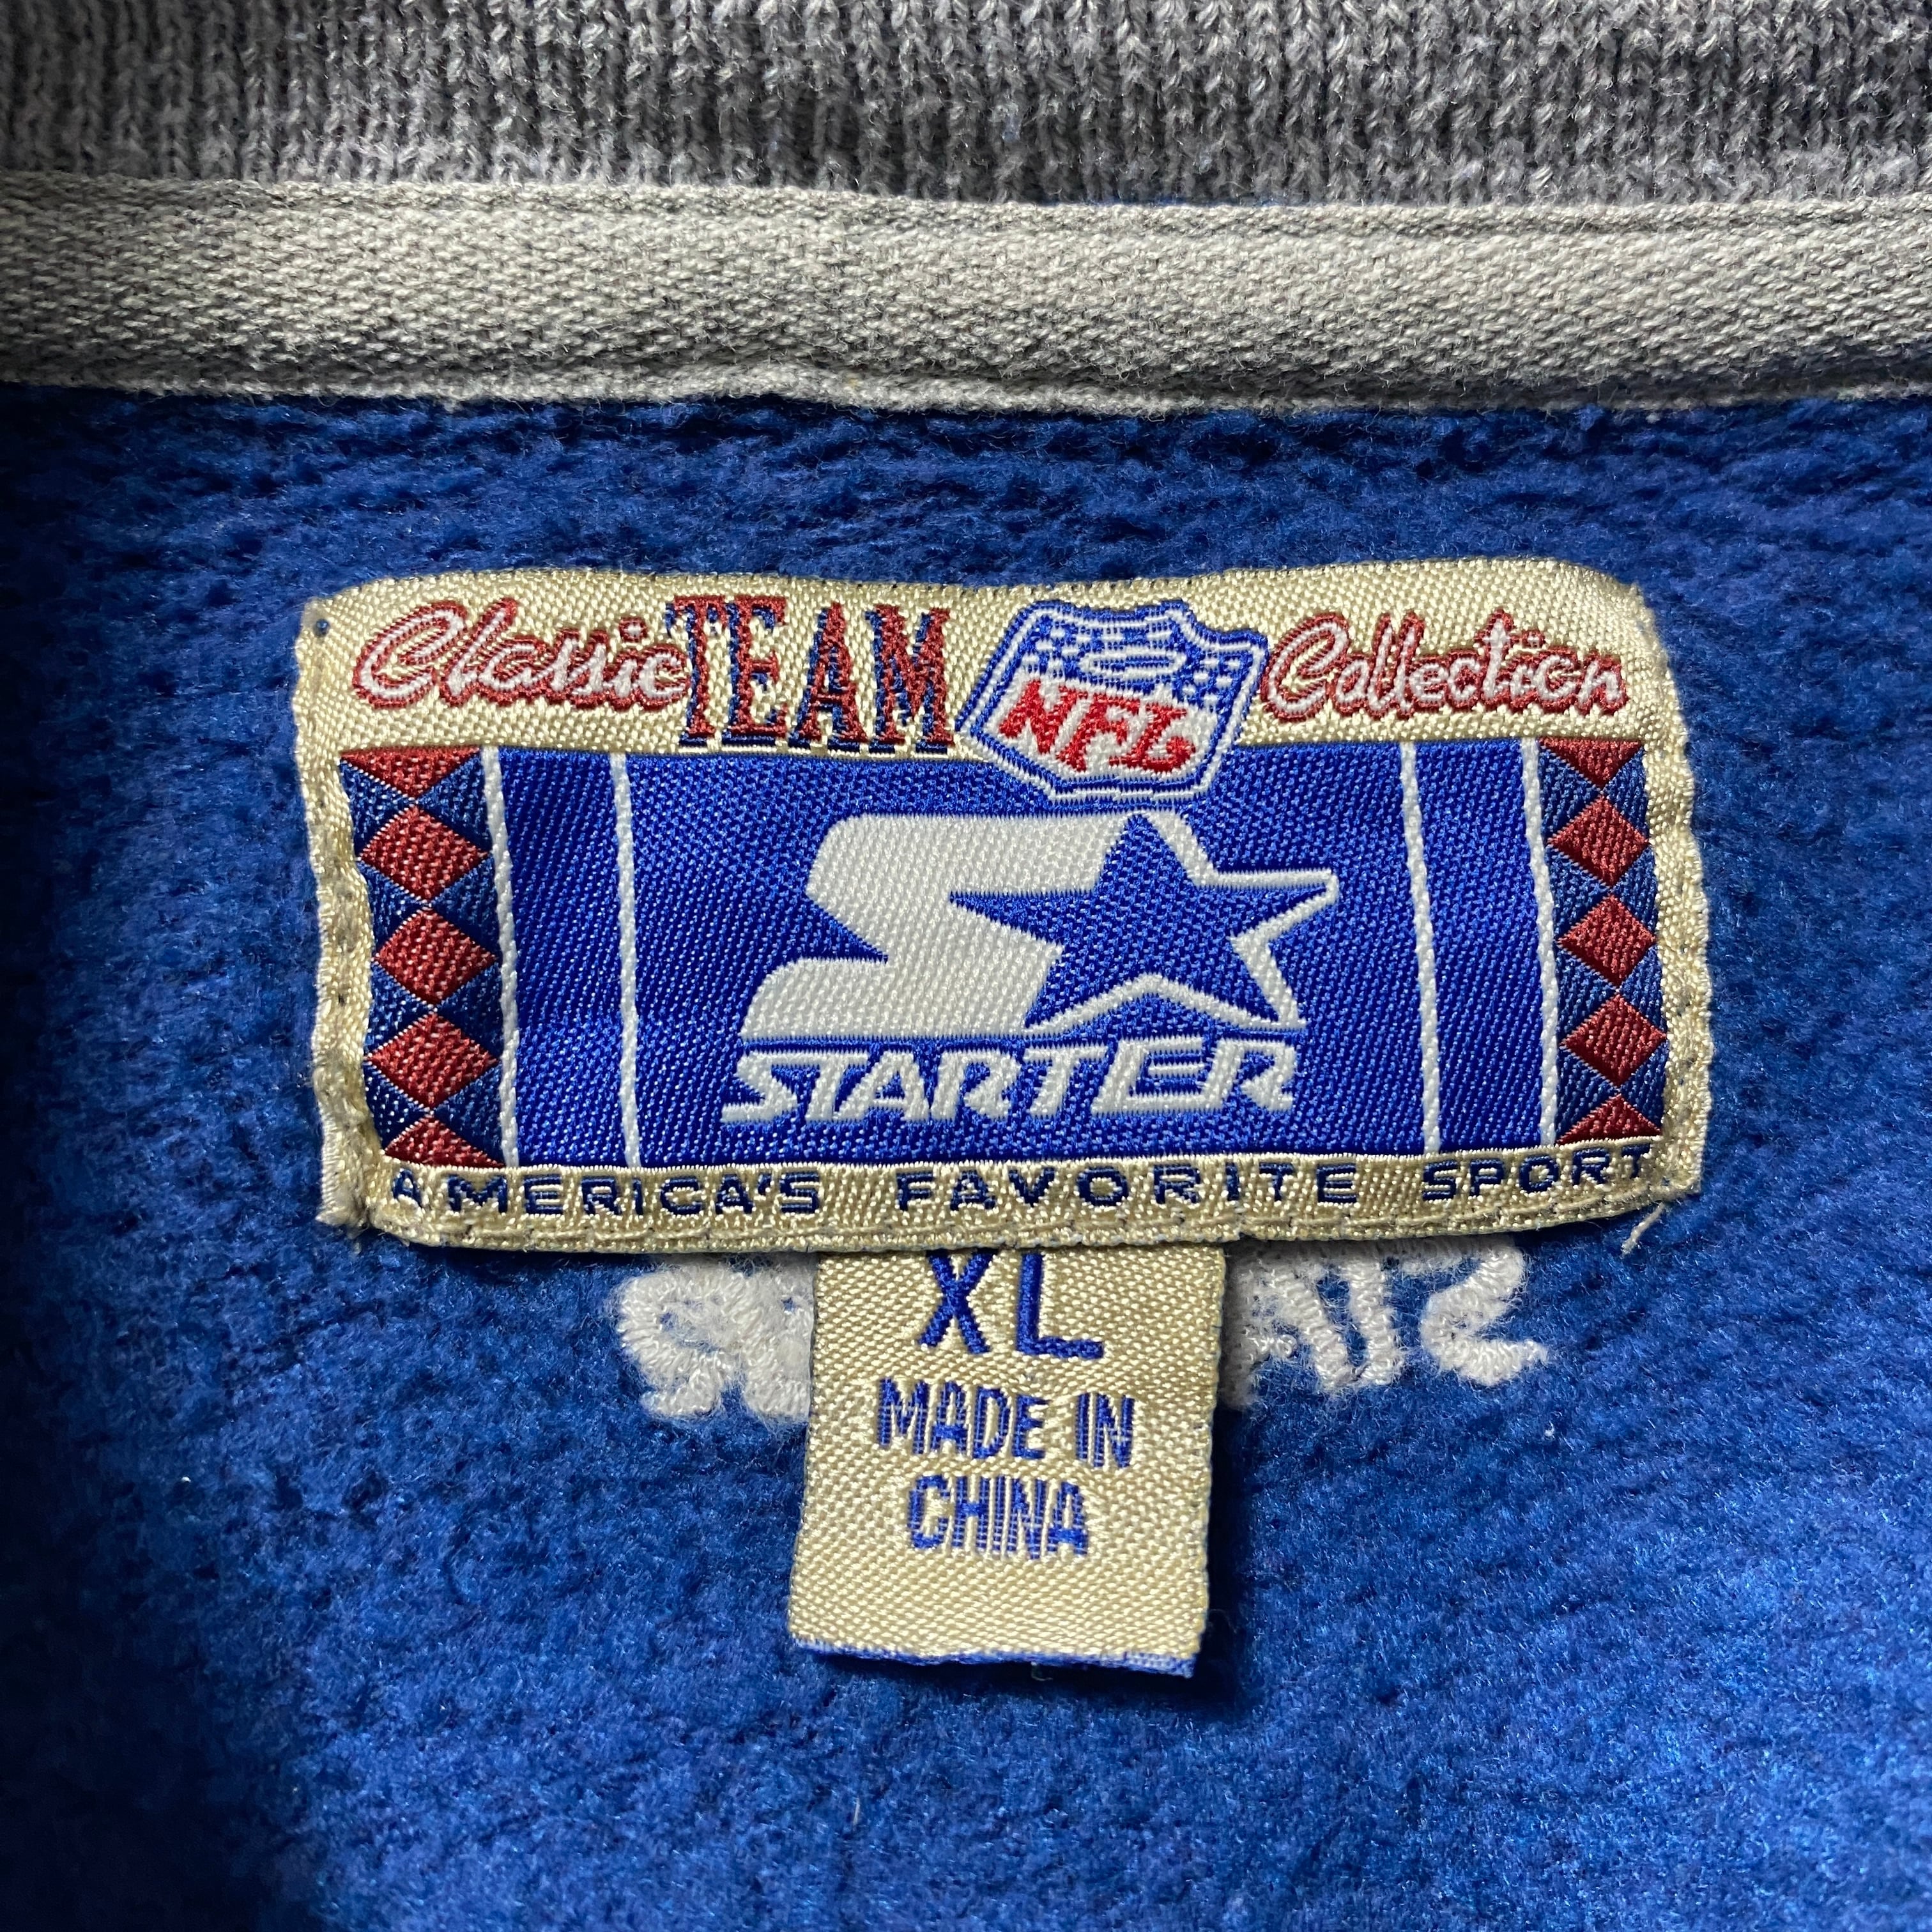 Classic TEAM NFL Collection
STARTER
AMERICA'S FAVORITE SPORT
XL
MADE IN
CHINA